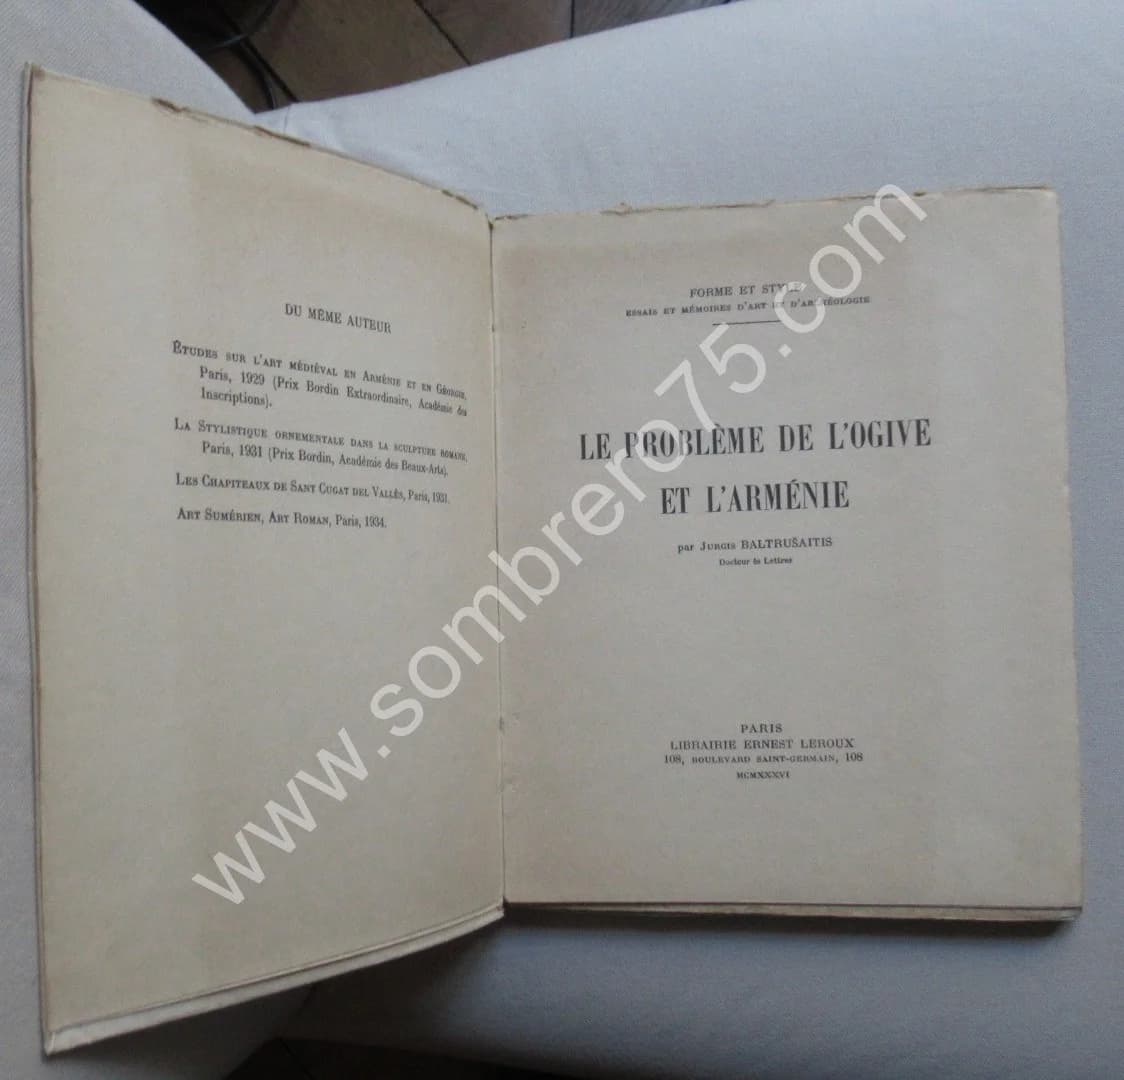 DU MÊME AUTEUR
ÉTUDES SUR L'ART MÉDIÉVAL EN ARMÉNIE ET EN GÉORGIE,
Paris, 1929 (Prix Bordin Extraordinaire, Académie des
Inscriptions).
LA STYLISTIQUE ORNEMENTALE DANS LA SCULPTURE ROMANE,
Paris, 1931 (Prix Bordin, Académie des Beaux-Arts).
LES CHAPITEAUX DE SANT CUGAT DEL VALLÈS, Paris, 1931.
ART SUMÉRIEN, ART ROMAN, Paris, 1934.
FORME ET STYLE
ESSAIS ET MÉMOIRES D'ART ET D'ARCHÉOLOGIE
LE PROBLÈME DE L'OGIVE
ET L'ARMÉNIE
par JURGIS BALTRUŠAITIS
Docteur ès Lettres
PARIS
LIBRAIRIE ERNEST LEROUX
108, BOULEVARD SAINT-GERMAIN, 108
MCMXXXVI
www.sombrero75.com